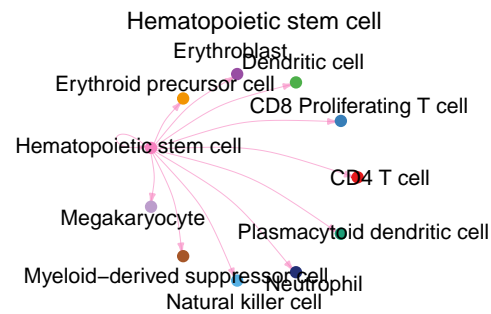 Hematopoietic stem cell
Erythroblast
Dendritic cell
Erythroid precursor cell
CD8 Proliferating T cell
Hematopoietic stem cell
CD4 T cell
Megakaryocyte
Plasmacytoid dendritic cell
Myeloid−derived suppressor cell
Neutrophil
Natural killer cell